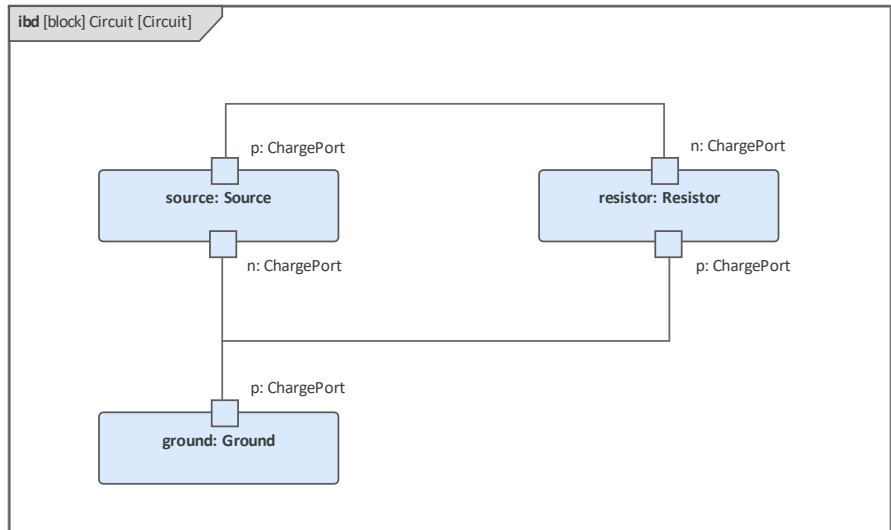 ibd [block] Circuit [Circuit]
p: ChargePort
n: ChargePort
source: Source
resistor: Resistor
n: ChargePort
p: ChargePort
p: ChargePort
ground: Ground